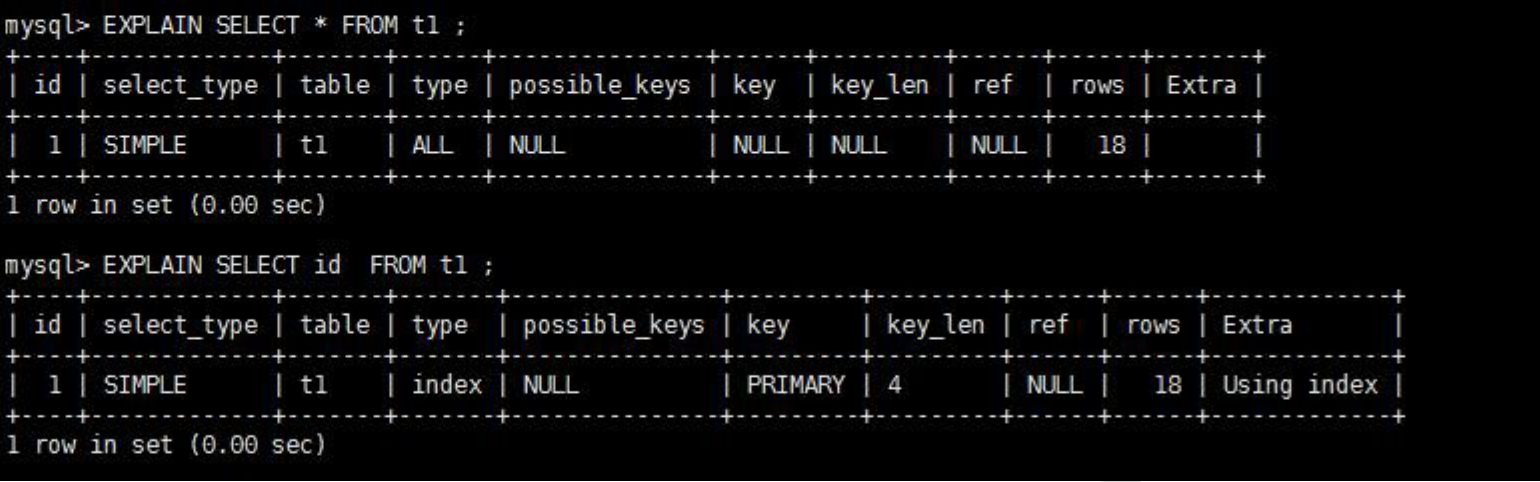 mysql> EXPLAIN SELECT * FROM t1 ;
+----+-------------+-------+------+---------------+------+---------+------+------+-------+
| id | select_type | table | type | possible_keys | key  | key_len | ref  | rows | Extra |
+----+-------------+-------+------+---------------+------+---------+------+------+-------+
|  1 | SIMPLE      | t1    | ALL  | NULL          | NULL | NULL    | NULL |   18 |       |
+----+-------------+-------+------+---------------+------+---------+------+------+-------+
1 row in set (0.00 sec)
mysql> EXPLAIN SELECT id  FROM t1 ;
+----+-------------+-------+-------+---------------+---------+---------+------+------+-------------+
| id | select_type | table | type  | possible_keys | key     | key_len | ref  | rows | Extra       |
+----+-------------+-------+-------+---------------+---------+---------+------+------+-------------+
|  1 | SIMPLE      | t1    | index | NULL          | PRIMARY | 4       | NULL |   18 | Using index |
+----+-------------+-------+-------+---------------+---------+---------+------+------+-------------+
1 row in set (0.00 sec)